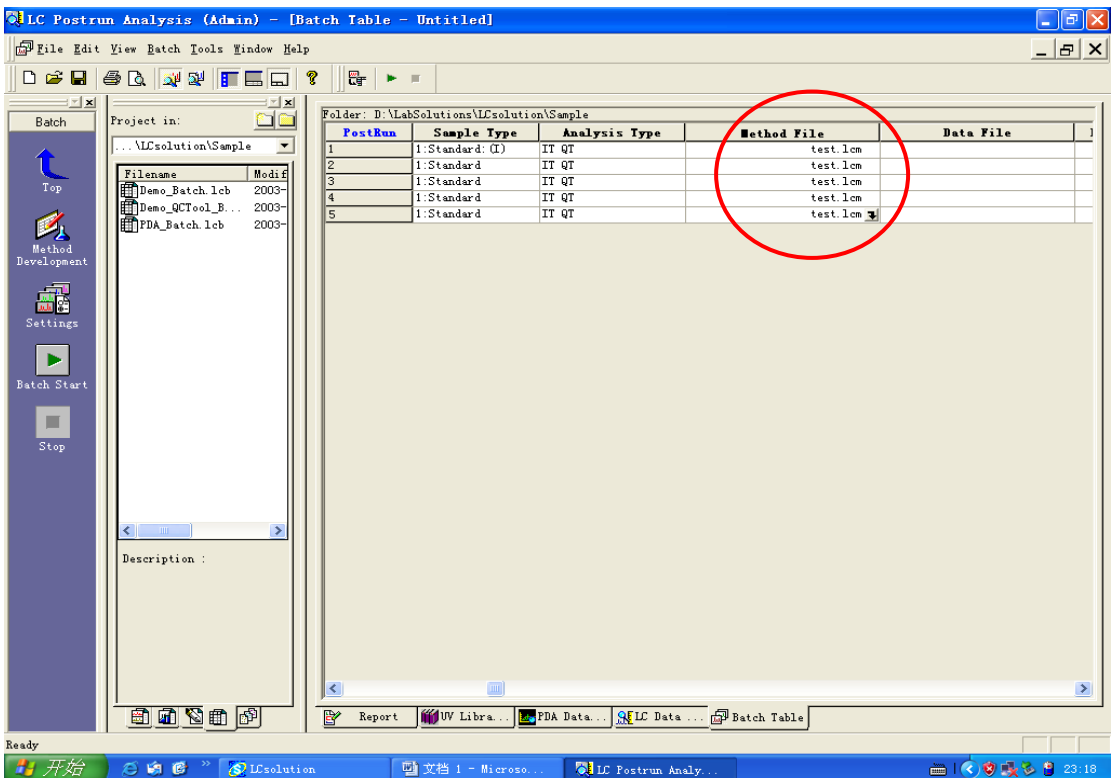 LC Postrun Analysis (Admin) - [Batch Table - Untitled]
File Edit View Batch Tools Window Help
Batch
Top
Method
Development
Settings
Batch Start
Stop
Project in:
...\LCsolution\Sample
Filename Modif
Demo_Batch.lcb 2003-
Demo_QCTool_B... 2003-
PDA_Batch.lcb 2003-
Description :
Folder: D:\LabSolutions\LCsolution\Sample
PostRun Sample Type Analysis Type Method File Data File
1 1:Standard:(I) IT QT test.lcm
2 1:Standard IT QT test.lcm
3 1:Standard IT QT test.lcm
4 1:Standard IT QT test.lcm
5 1:Standard IT QT test.lcm
Report UV Libra... PDA Data... LC Data ... Batch Table
Ready
开始 LCsolution 文档 1 - Microso... LC Postrun Analy... 23:18